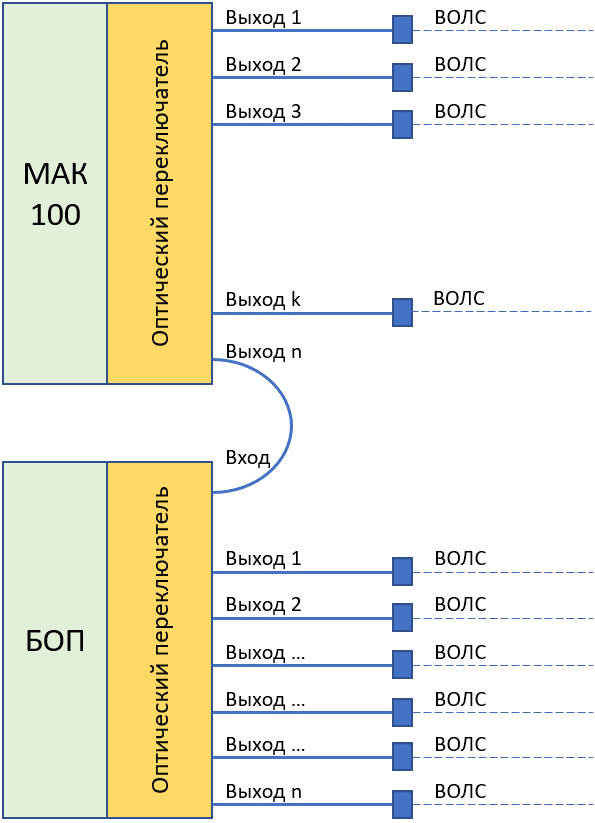 МАК
100
Оптический переключатель
Выход 1
ВОЛС
Выход 2
ВОЛС
Выход 3
ВОЛС
Выход k
ВОЛС
Выход n
Вход
БОП
Оптический переключатель
Выход 1
ВОЛС
Выход 2
ВОЛС
Выход ...
ВОЛС
Выход ...
ВОЛС
Выход ...
ВОЛС
Выход n
ВОЛС